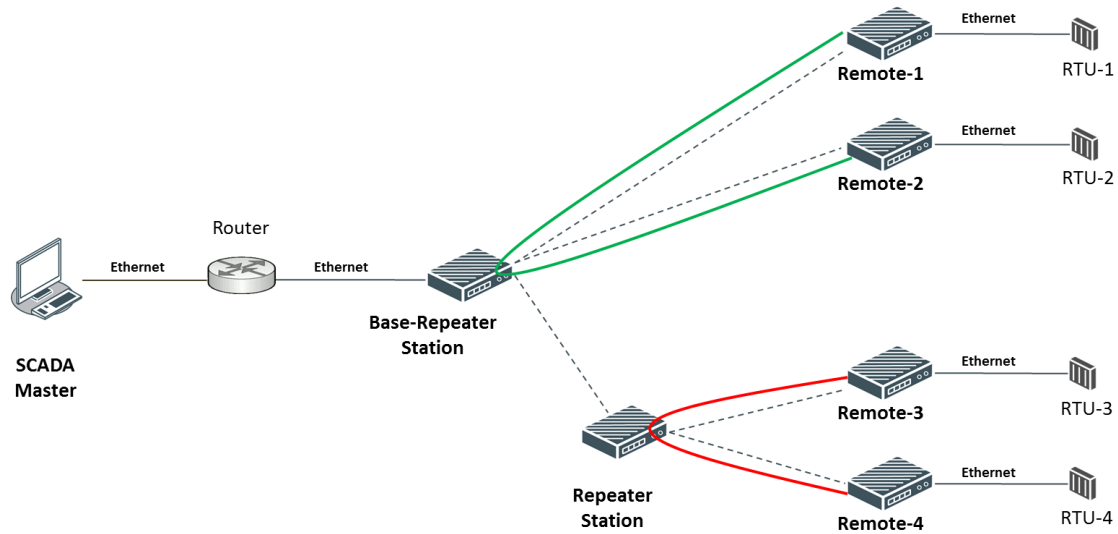 Ethernet
Remote-1
RTU-1
Ethernet
Remote-2
RTU-2
Router
Ethernet
Ethernet
Base-Repeater
Station
SCADA
Master
Ethernet
Remote-3
RTU-3
Ethernet
Repeater
Station
Remote-4
RTU-4